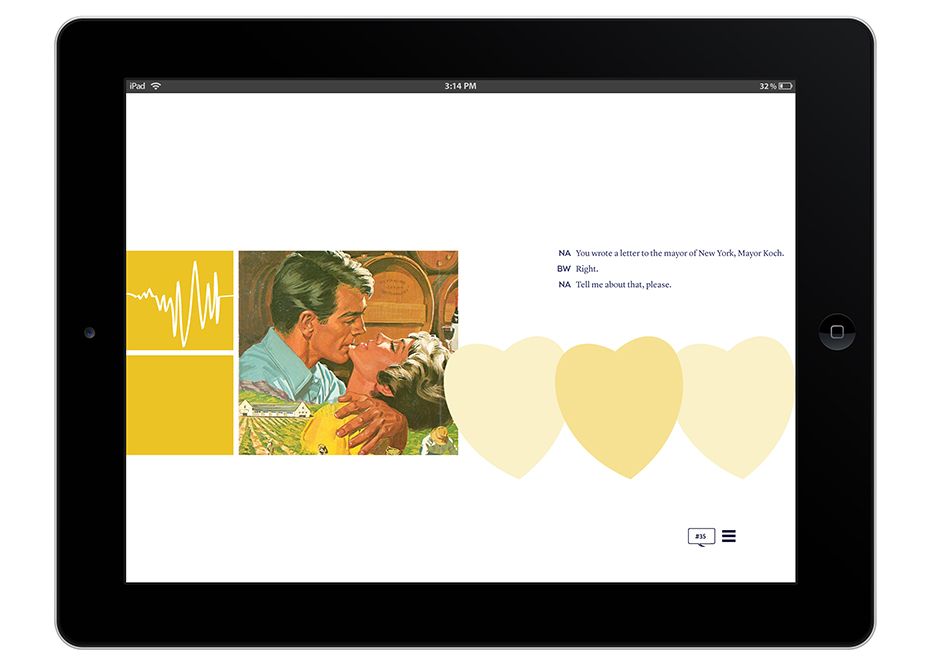 iPad
3:14 PM
32%
NA You wrote a letter to the mayor of New York, Mayor Koch.
BW Right.
NA Tell me about that, please.
#35